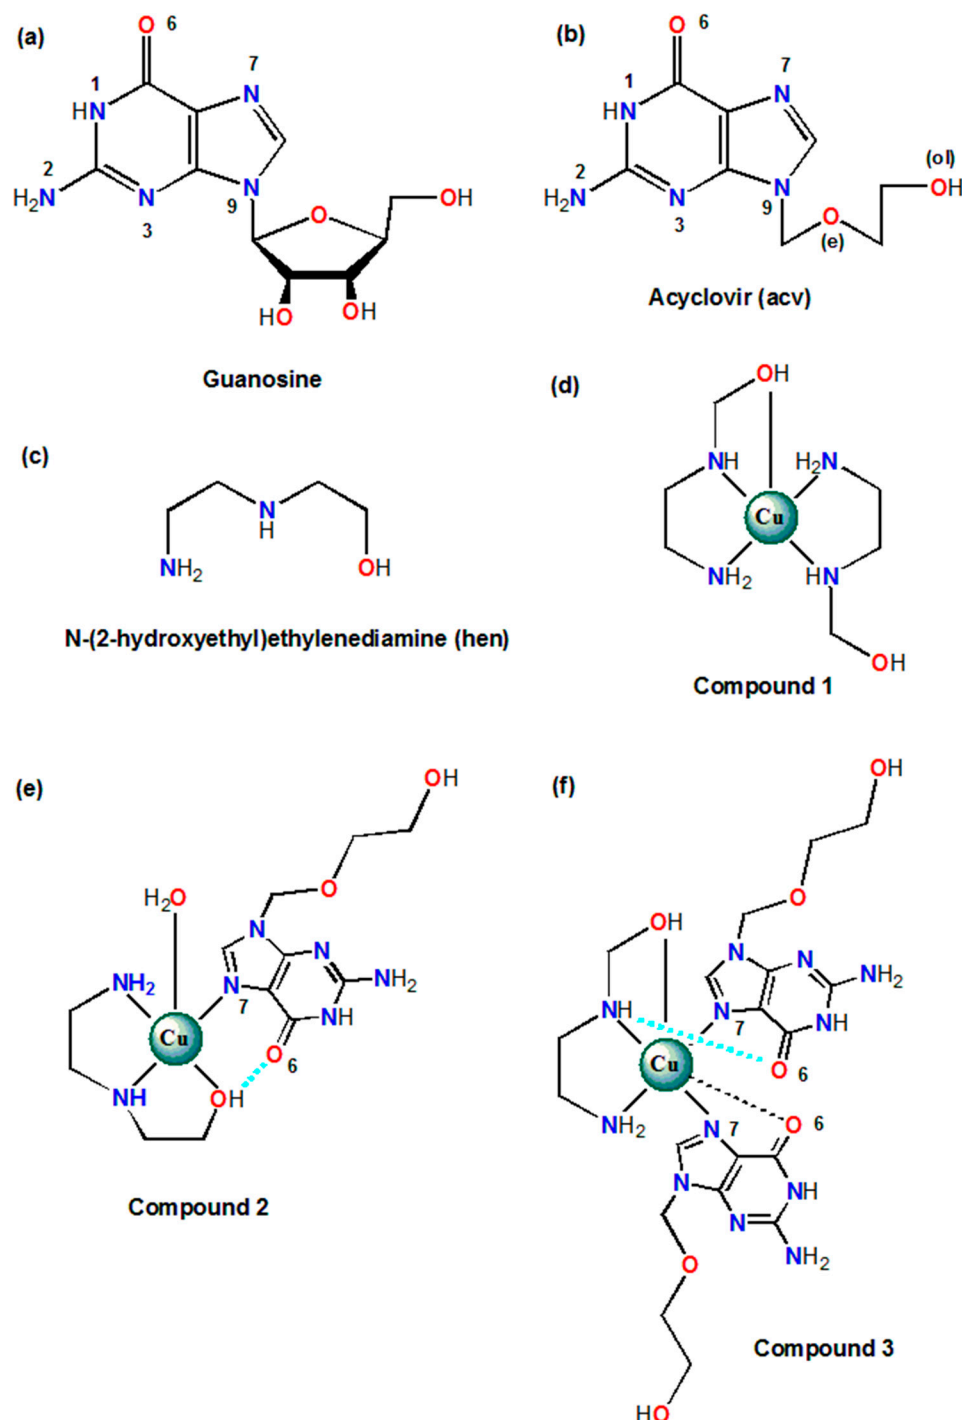 (a)
O 6
7
1
HN
N
2
H2N
N
3
N
9
O
OH
HO
OH
Guanosine
(b)
O 6
7
1
HN
N
2
H2N
N
3
N
9
(ol)
OH
O
(e)
Acyclovir (acv)
(c)
N
H
NH2
OH
N-(2-hydroxyethyl)ethylenediamine (hen)
(d)
OH
NH
H2N
Cu
NH2
HN
OH
Compound 1
(e)
OH
O
H2O
N
N
NH2
NH2
N
7
NH
Cu
O
6
NH
OH
Compound 2
(f)
OH
O
OH
N
N
NH2
NH
N
7
NH
Cu
O
6
O 6
NH2
N
7
N
NH
N
NH2
O
HO
Compound 3